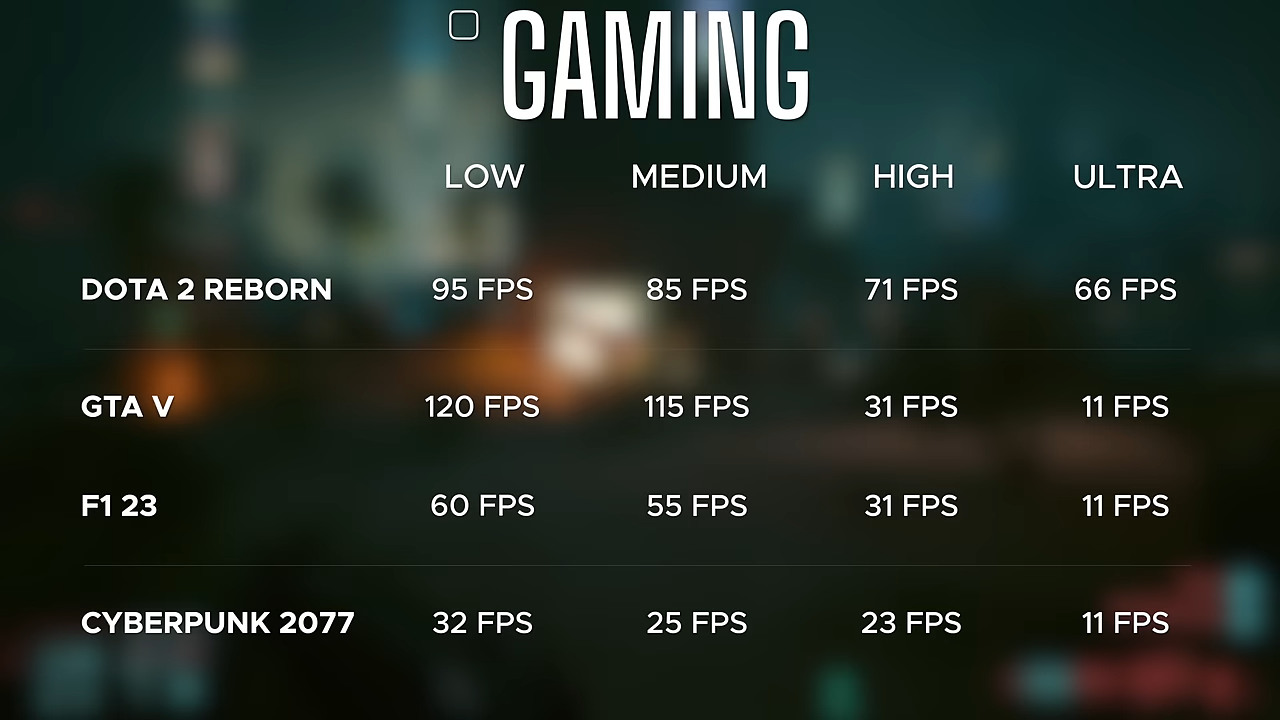 GAMING
LOW MEDIUM HIGH ULTRA
DOTA 2 REBORN 95 FPS 85 FPS 71 FPS 66 FPS
GTA V 120 FPS 115 FPS 31 FPS 11 FPS
F1 23 60 FPS 55 FPS 31 FPS 11 FPS
CYBERPUNK 2077 32 FPS 25 FPS 23 FPS 11 FPS